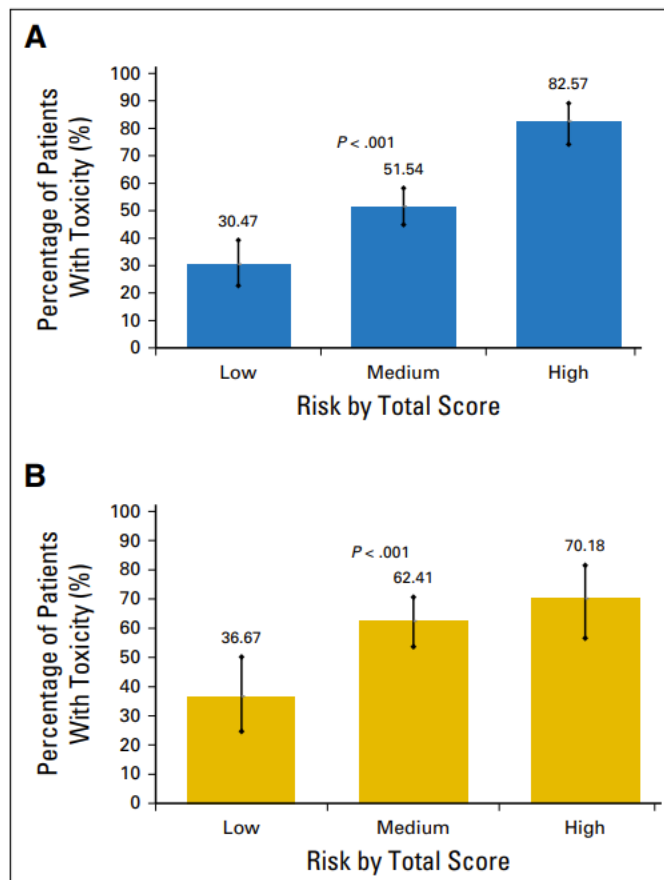 A
Percentage of Patients
With Toxicity (%)
100
90
80
70
60
50
40
30
20
10
0
30.47
P < .001
51.54
82.57
Low
Medium
High
Risk by Total Score
B
Percentage of Patients
With Toxicity (%)
100
90
80
70
60
50
40
30
20
10
0
36.67
P < .001
62.41
70.18
Low
Medium
High
Risk by Total Score